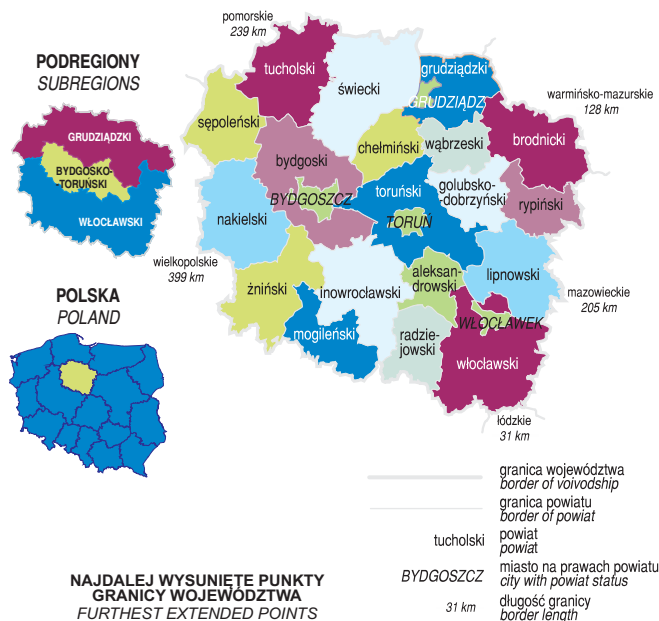 pomorskie
239 km
PODREGIONY
SUBREGIONS
tucholski
świecki
grudziądzki
GRUDZIĄDZ
warmińsko-mazurskie
128 km
sępoleński
chełmiński
wąbrzeski
brodnicki
GRUDZIĄDZKI
BYDGOSKO-
TORUŃSKI
WŁOCŁAWSKI
bydgoski
BYDGOSZCZ
toruński
TORUŃ
golubsko-
dobrzyński
rypiński
nakielski
wielkopolskie
399 km
żniński
inowrocławski
aleksan-
drowski
lipnowski
mazowieckie
205 km
POLSKA
POLAND
mogileński
radzie-
jowski
WŁOCŁAWEK
włocławski
łódzkie
31 km
granica województwa
border of voivodship
granica powiatu
border of powiat
tucholski
powiat
powiat
BYDGOSZCZ
miasto na prawach powiatu
city with powiat status
31 km
długość granicy
border length
NAJDALEJ WYSUNIĘTE PUNKTY
GRANICY WOJEWÓDZTWA
FURTHEST EXTENDED POINTS